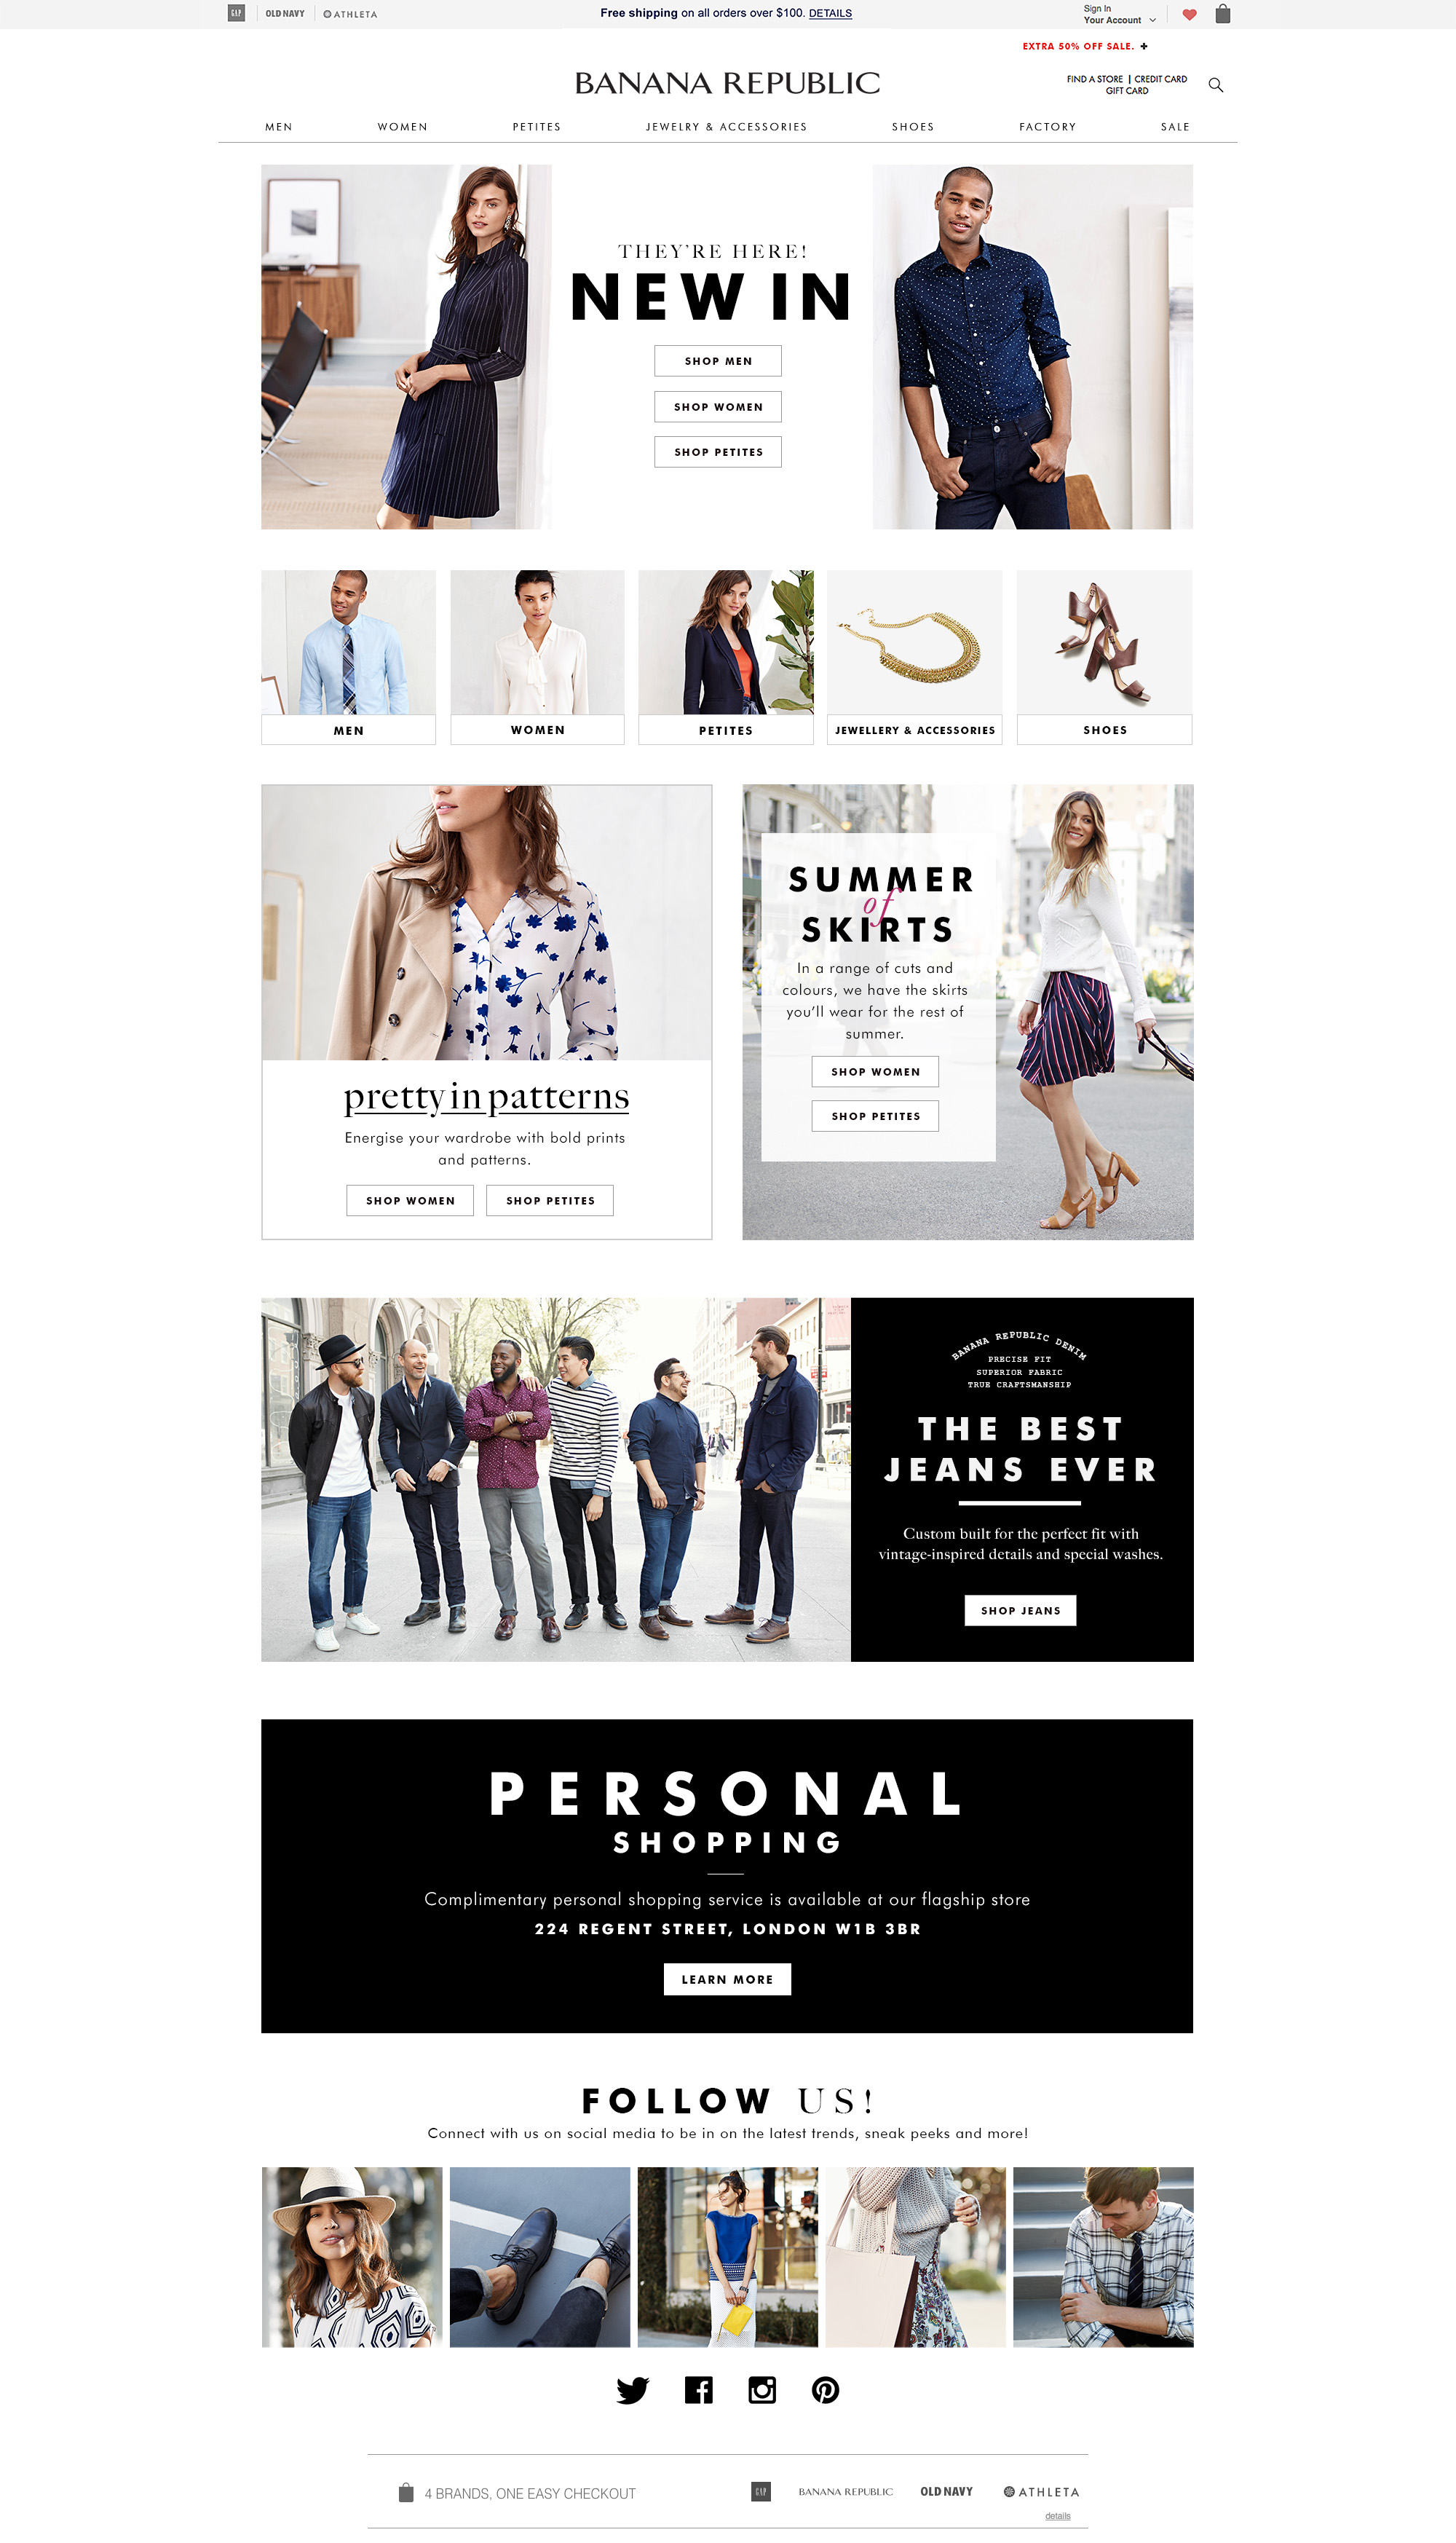 GAP
OLD NAVY
ATHLETA
Free shipping on all orders over $100. DETAILS
Sign In
Your Account
EXTRA 50% OFF SALE. +
BANANA REPUBLIC
FIND A STORE | CREDIT CARD
GIFT CARD
MEN WOMEN PETITES JEWELRY & ACCESSORIES SHOES FACTORY SALE
THEY'RE HERE!
NEW IN
SHOP MEN
SHOP WOMEN
SHOP PETITES
MEN
WOMEN
PETITES
JEWELLERY & ACCESSORIES
SHOES
pretty in patterns
Energise your wardrobe with bold prints
and patterns.
SHOP WOMEN
SHOP PETITES
SUMMER
of
SKIRTS
In a range of cuts and
colours, we have the skirts
you'll wear for the rest of
summer.
SHOP WOMEN
SHOP PETITES
BANANA REPUBLIC DENIM
PRECISE FIT
SUPERIOR FABRIC
TRUE CRAFTSMANSHIP
THE BEST
JEANS EVER
Custom built for the perfect fit with
vintage-inspired details and special washes.
SHOP JEANS
PERSONAL
SHOPPING
Complimentary personal shopping service is available at our flagship store
224 REGENT STREET, LONDON W1B 3BR
LEARN MORE
FOLLOW US!
Connect with us on social media to be in on the latest trends, sneak peeks and more!
4 BRANDS, ONE EASY CHECKOUT
GAP
BANANA REPUBLIC
OLD NAVY
ATHLETA
details